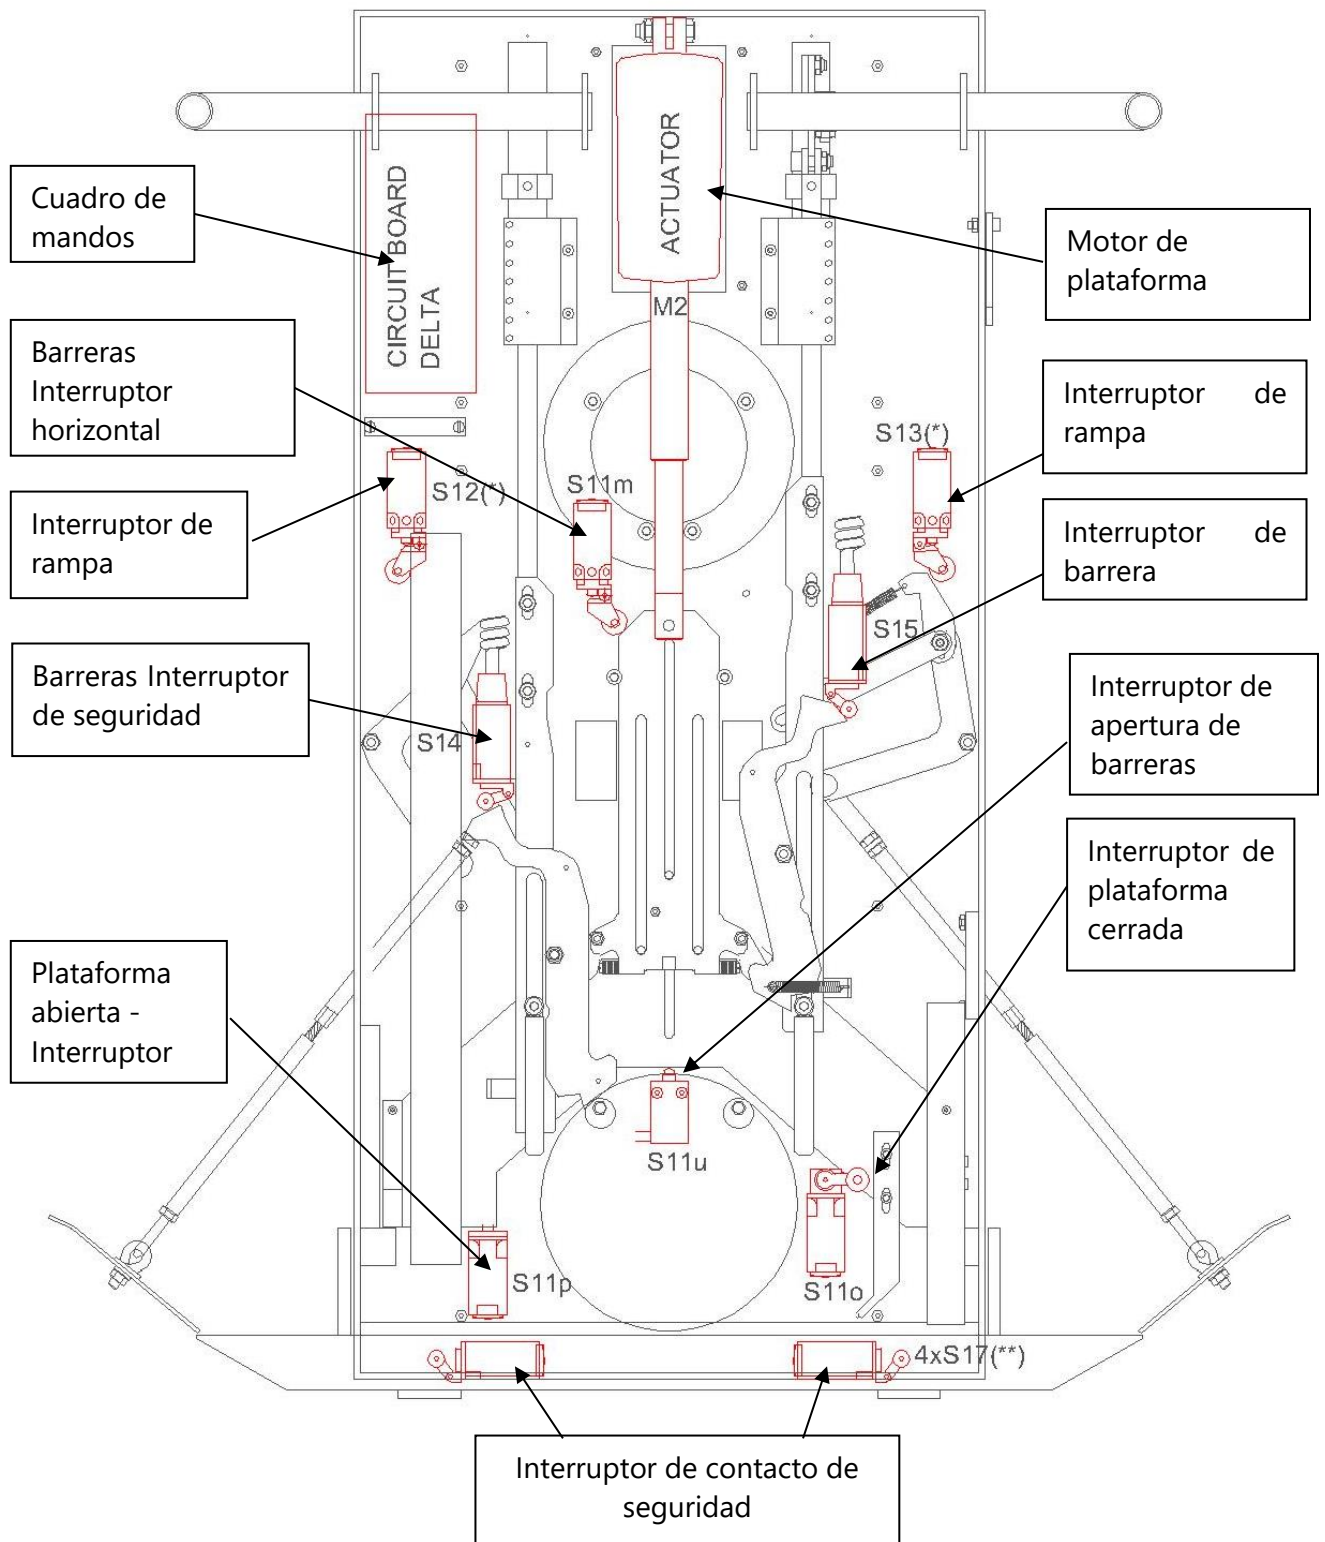 Cuadro de
mandos
CIRCUIT BOARD
DELTA
ACTUATOR
M2
Motor de
plataforma
Barreras
Interruptor
horizontal
Interruptor de
rampa
S13(*)
S12(*)
S11m
Interruptor de
rampa
Interruptor de
barrera
S15
Barreras Interruptor
de seguridad
S14
Interruptor de
apertura de
barreras
Interruptor de
plataforma
cerrada
Plataforma
abierta -
Interruptor
S11u
S11p
S11o
4xS17(**)
Interruptor de contacto de
seguridad